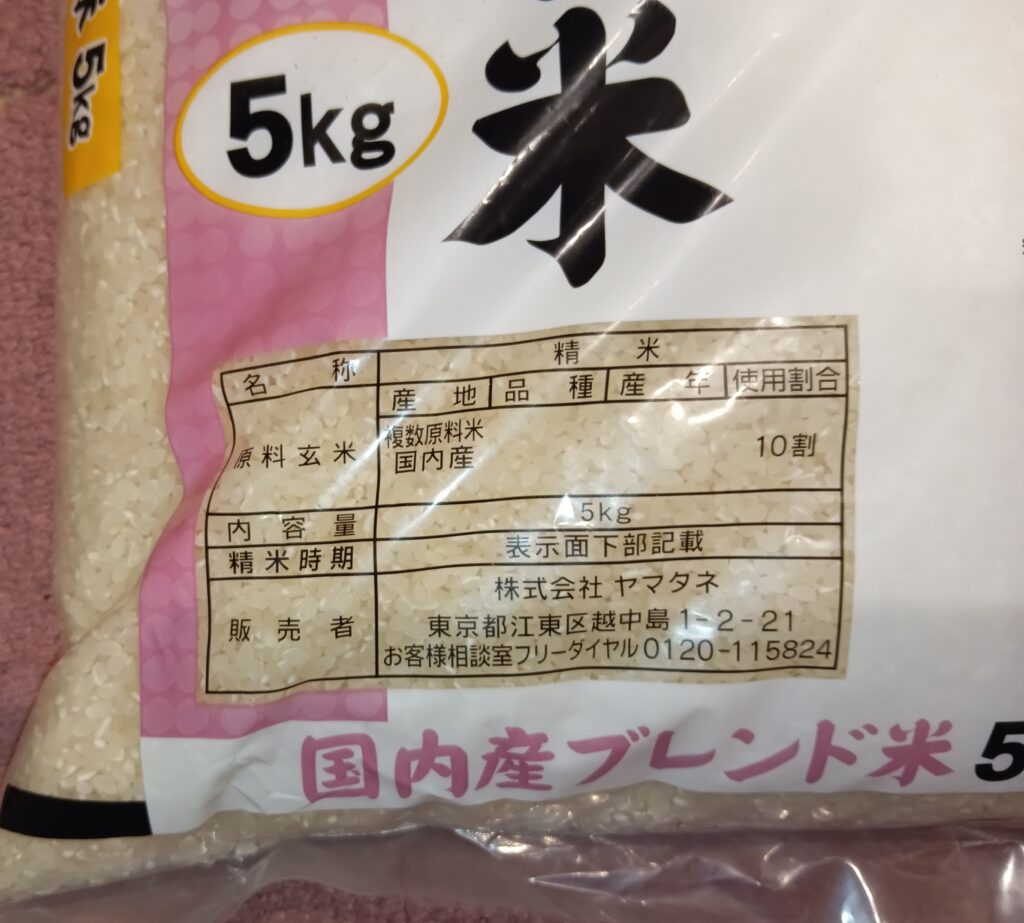 5kg
5kg
米
名称 精米
原料玄米 産地 品種 産年 使用割合
複数原料米
国内産 10割
内容量 5kg
精米時期 表示面下部記載
販売者 株式会社 ヤマタネ
東京都江東区越中島1-2-21
お客様相談室フリーダイヤル0120-115824
国内産ブレンド米 5